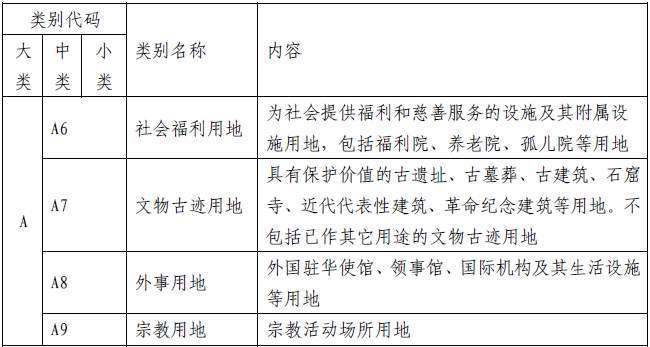 类别代码
大类 中类 小类 类别名称 内容
A
A6 社会福利用地 为社会提供福利和慈善服务的设施及其附属设
施用地，包括福利院、养老院、孤儿院等用地
A7 文物古迹用地 具有保护价值的古遗址、古墓葬、古建筑、石窟
寺、近代代表性建筑、革命纪念建筑等用地。不
包括已作其它用途的文物古迹用地
A8 外事用地 外国驻华使馆、领事馆、国际机构及其生活设施
等用地
A9 宗教用地 宗教活动场所用地